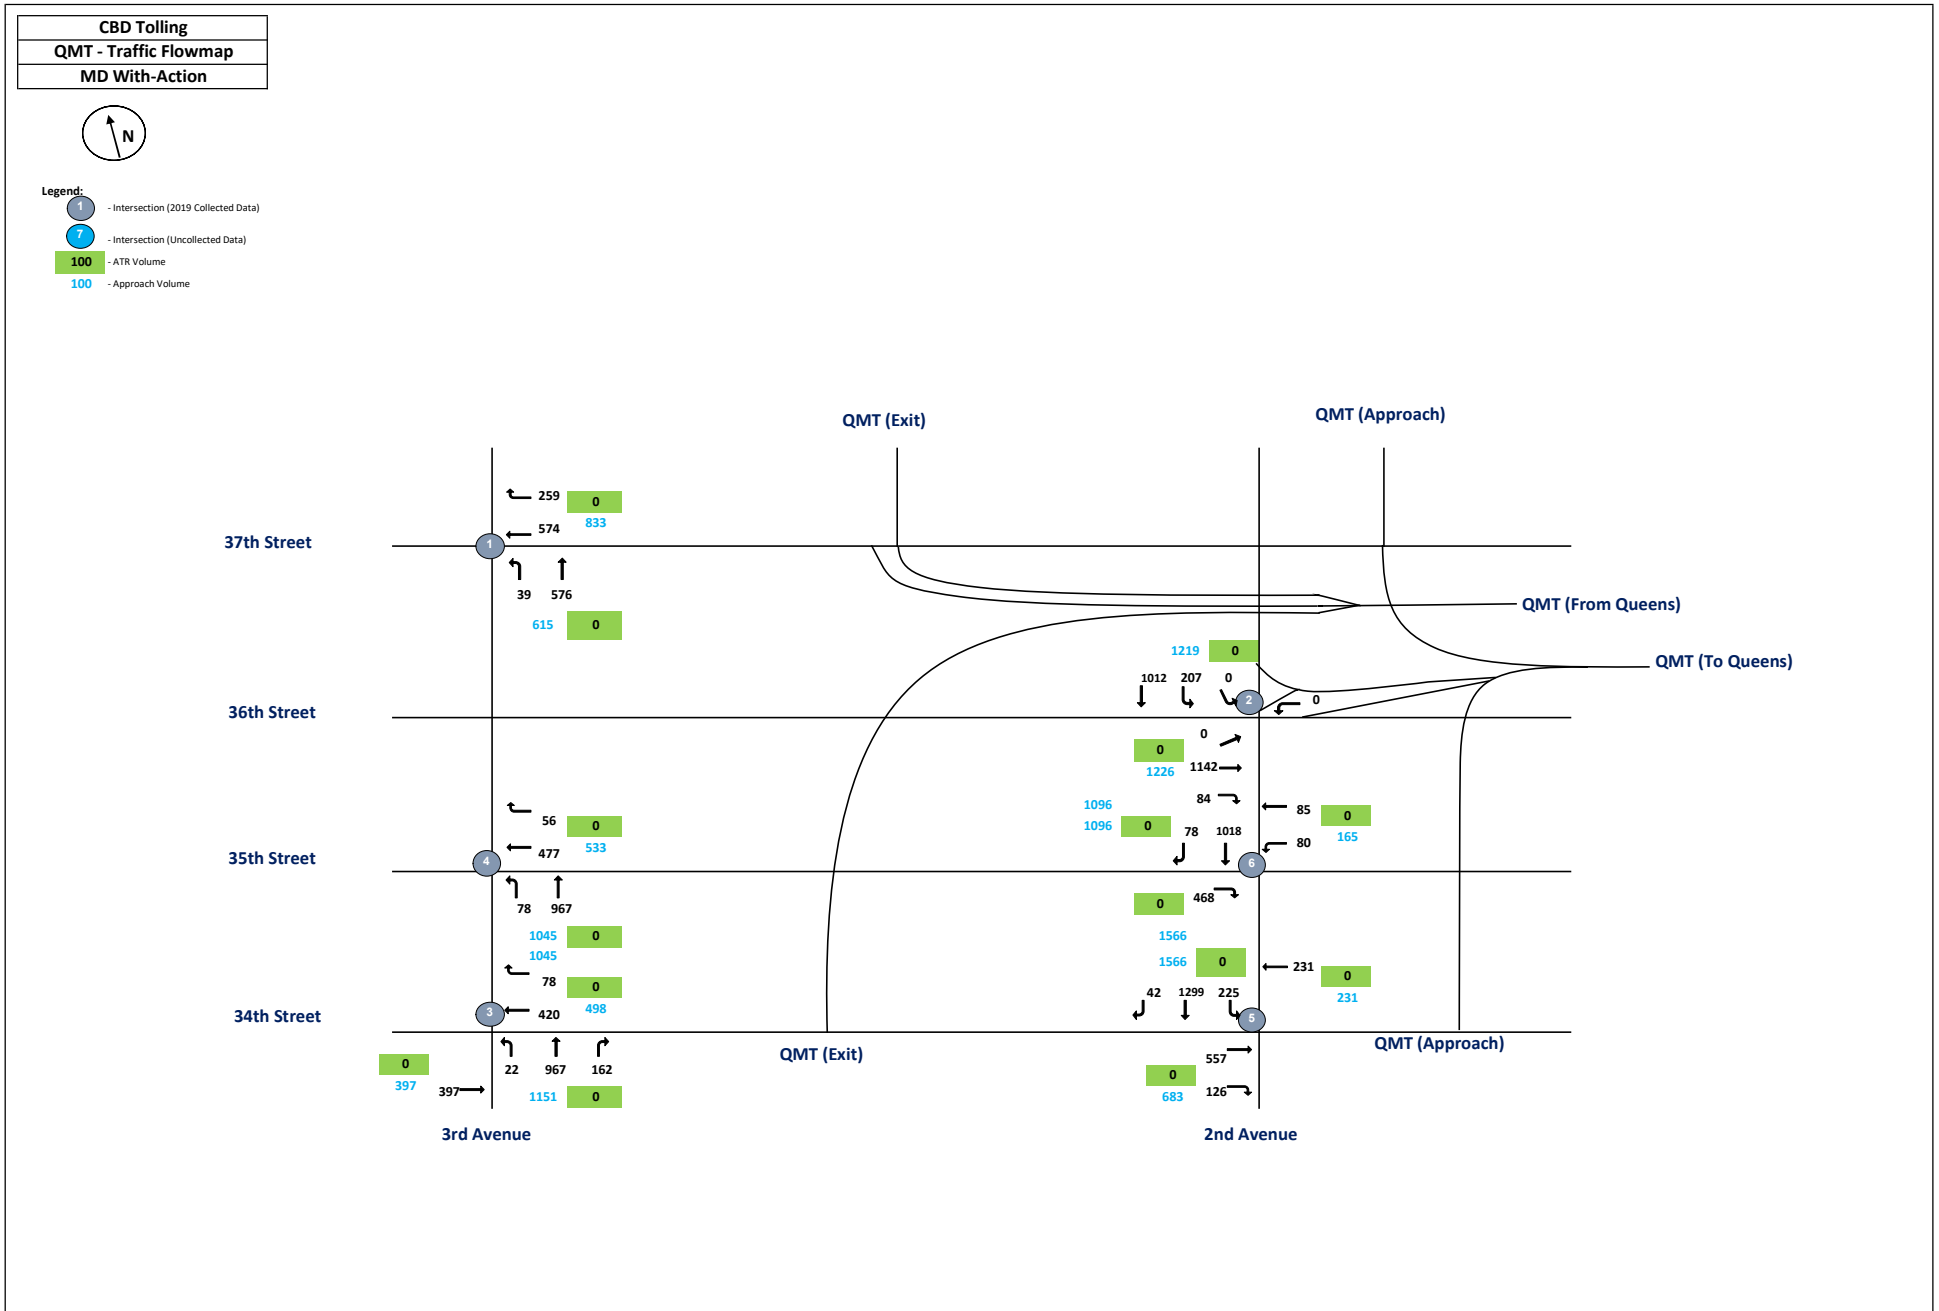 CBD Tolling
QMT - Traffic Flowmap
MD With-Action
N
Legend:
1 - Intersection (2019 Collected Data)
7 - Intersection (Uncollected Data)
100 - ATR Volume
100 - Approach Volume
QMT (Exit)
QMT (Approach)
259 0
833
574
37th Street
1
39 576
615 0
QMT (From Queens)
QMT (To Queens)
1219 0
1012 207 0
2
0
36th Street
0
0
1226 1142
84
1096
1096 0
78 1018
85 0
165
80
56 0
533
477
35th Street
4
6
78 967
1045 0
1045
0 468
1566
1566 0
231 0
231
42 1299 225
78 0
498
420
34th Street
3
5
22 967 162
0
397 397
1151 0
QMT (Exit)
QMT (Approach)
557
0
683 126
3rd Avenue
2nd Avenue